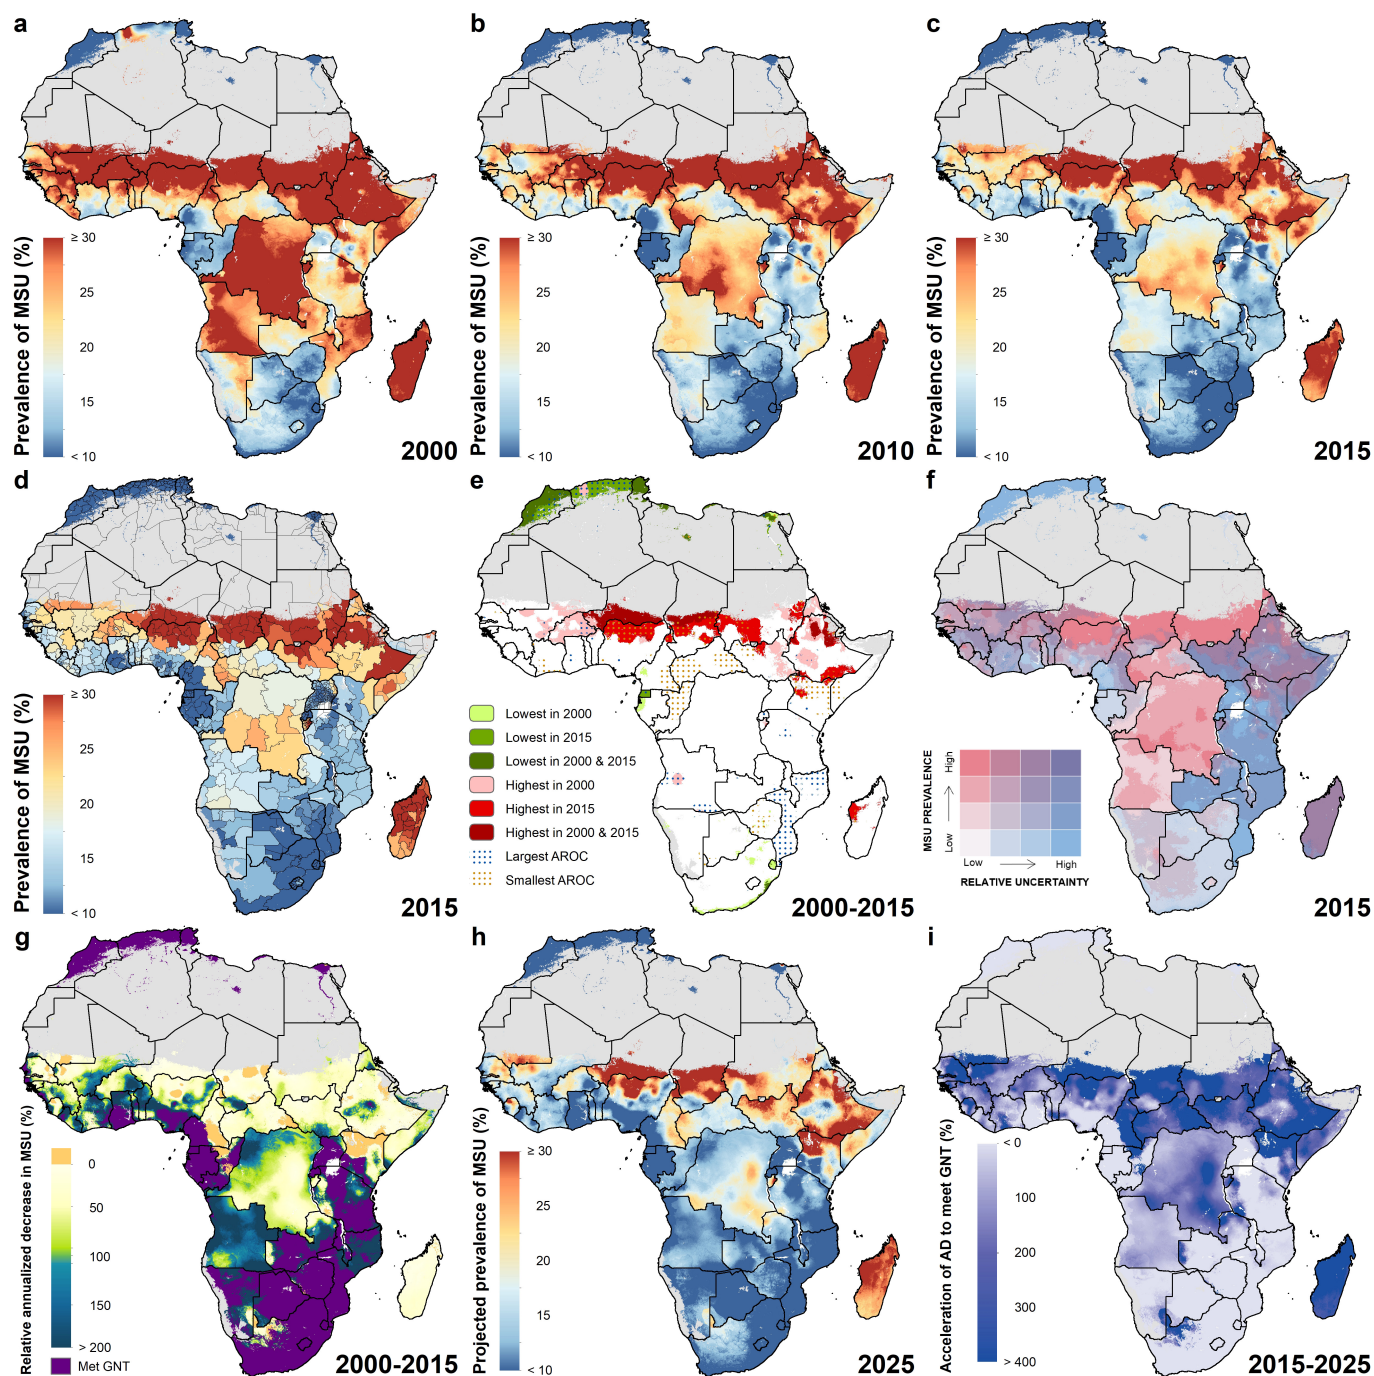 a
Prevalence of MSU (%)
≥ 30
25
20
15
< 10
2000
b
Prevalence of MSU (%)
≥ 30
25
20
15
< 10
2010
c
Prevalence of MSU (%)
≥ 30
25
20
15
< 10
2015
d
Prevalence of MSU (%)
≥ 30
25
20
15
< 10
2015
e
Lowest in 2000
Lowest in 2015
Lowest in 2000 & 2015
Highest in 2000
Highest in 2015
Highest in 2000 & 2015
Largest AROC
Smallest AROC
2000-2015
f
MSU PREVALENCE
High
Low
Low
High
RELATIVE UNCERTAINTY
2015
g
Relative annualized decrease in MSU (%)
0
50
100
150
> 200
Met GNT
2000-2015
h
Projected prevalence of MSU (%)
≥ 30
25
20
15
< 10
2025
i
Acceleration of AD to meet GNT (%)
< 0
100
200
300
> 400
2015-2025